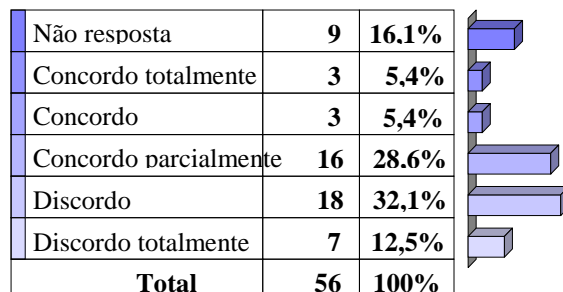 Não resposta 9 16,1%
Concordo totalmente 3 5,4%
Concordo 3 5,4%
Concordo parcialmente 16 28,6%
Discordo 18 32,1%
Discordo totalmente 7 12,5%
Total 56 100%